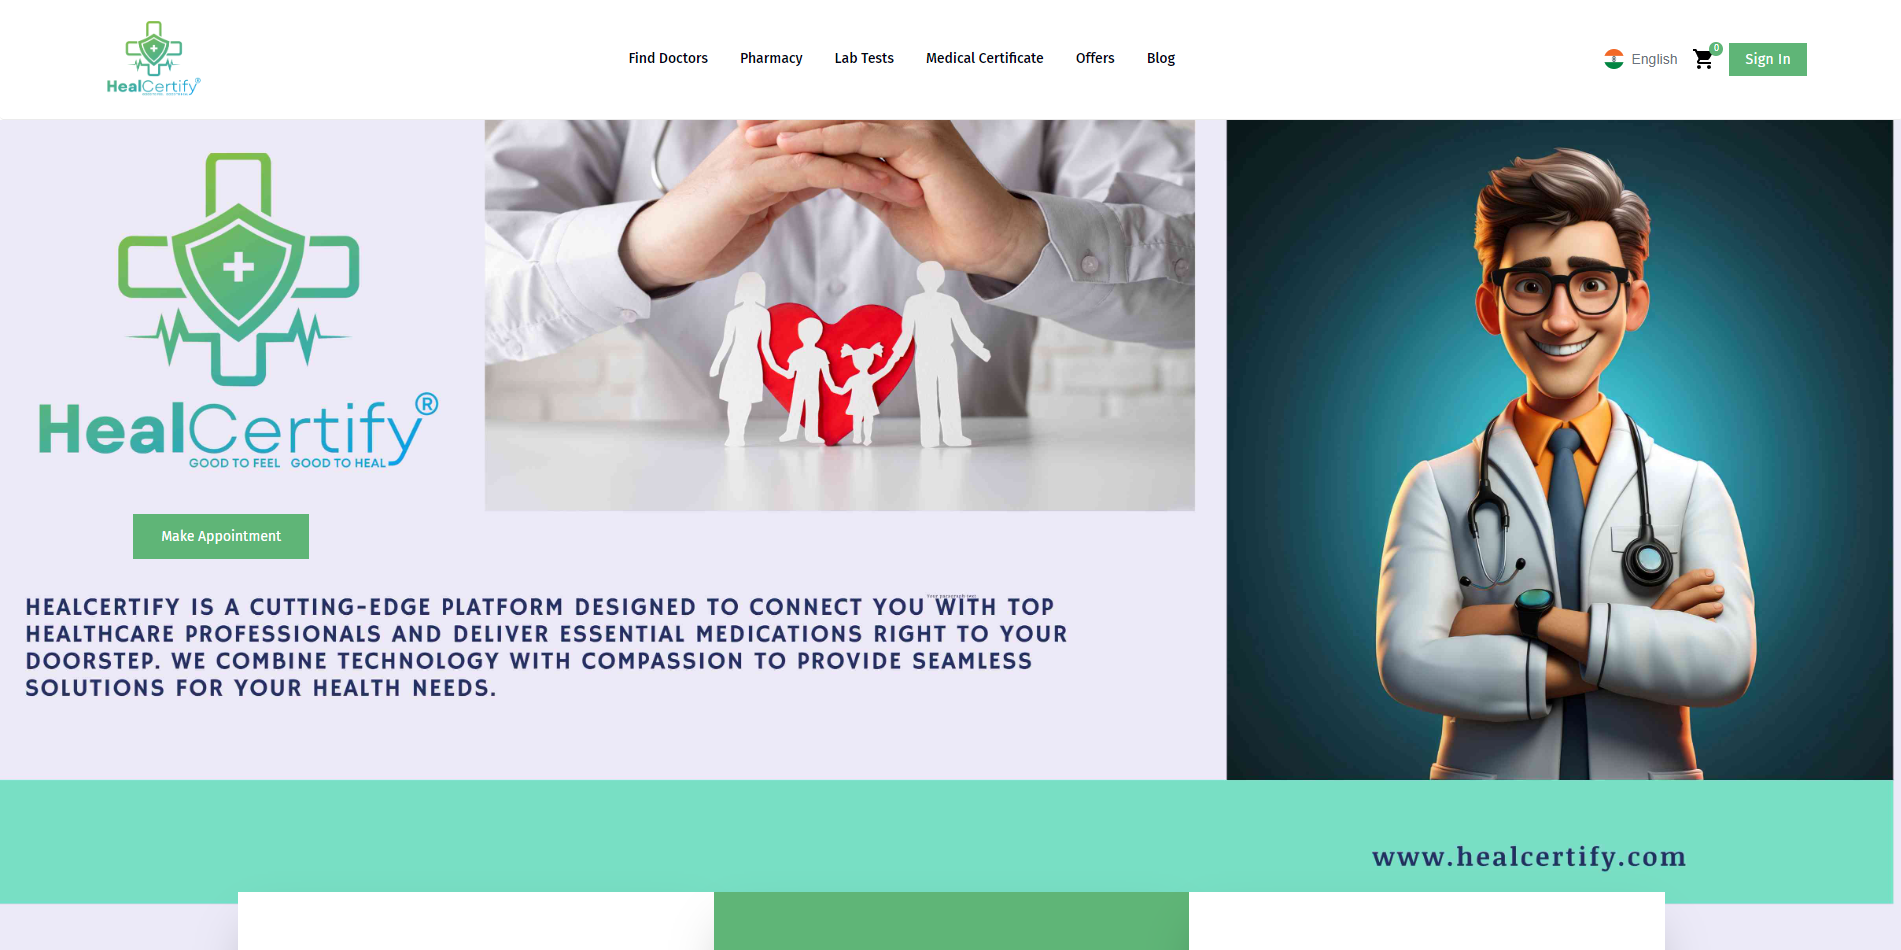 HealCertify®
Find Doctors
Pharmacy
Lab Tests
Medical Certificate
Offers
Blog
English
0
Sign In
HealCertify®
GOOD TO FEEL GOOD TO HEAL
Make Appointment
Your paragraph text
HEALCERTIFY IS A CUTTING-EDGE PLATFORM DESIGNED TO CONNECT YOU WITH TOP
HEALTHCARE PROFESSIONALS AND DELIVER ESSENTIAL MEDICATIONS RIGHT TO YOUR
DOORSTEP. WE COMBINE TECHNOLOGY WITH COMPASSION TO PROVIDE SEAMLESS
SOLUTIONS FOR YOUR HEALTH NEEDS.
www.healcertify.com